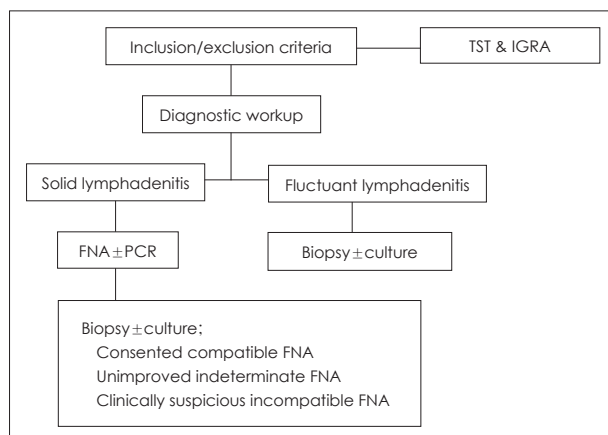 Inclusion/exclusion criteria
TST & IGRA
Diagnostic workup
Solid lymphadenitis
Fluctuant lymphadenitis
FNA±PCR
Biopsy±culture
Biopsy±culture;
Consented compatible FNA
Unimproved indeterminate FNA
Clinically suspicious incompatible FNA